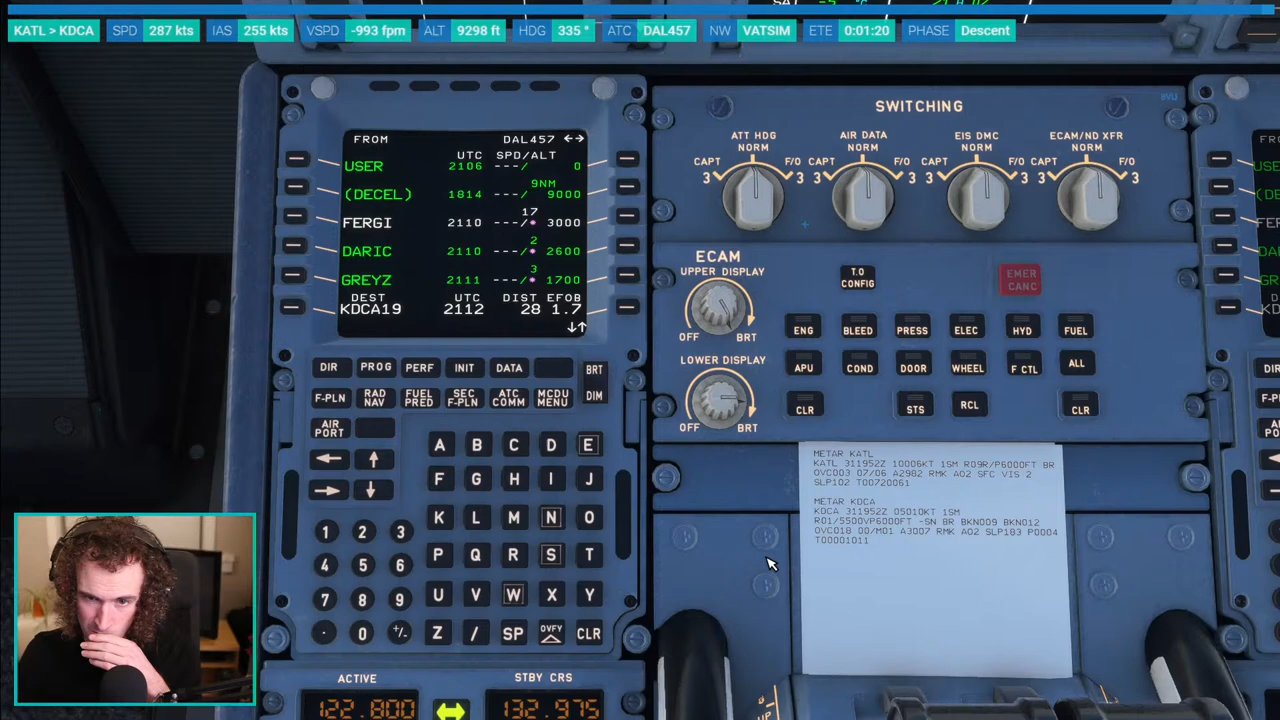 KATL > KDCA SPD 287 kts IAS 255 kts VSPD -993 fpm ALT 9298 ft HDG 335 ° ATC DAL457 NW VATSIM ETE 0:01:20 PHASE Descent
FROM DAL457 ←→
UTC SPD/ALT
USER 2106 ---/ 0
9NM
(DECEL) 1814 ---/ 9000
17
FERGI 2110 ---/* 3000
2
DARIC 2110 ---/* 2600
3
GREYZ 2111 ---/* 1700
DEST UTC DIST EFOB
KDCA19 2112 28 1.7
↓↑
DIR PROG PERF INIT DATA
BRT
DIM
F-PLN RAD NAV FUEL PRED SEC F-PLN ATC COMM MCDU MENU
AIR PORT
← ↑
→ ↓
A B C D E
F G H I J
K L M N O
P Q R S T
U V W X Y
Z / SP OVFY CLR
1 2 3
4 5 6
7 8 9
. 0 +/-
ACTIVE STBY CRS
122.800 132.975
SWITCHING
ATT HDG AIR DATA EIS DMC ECAM/ND XFR
NORM NORM NORM NORM
CAPT F/O CAPT F/O CAPT F/O CAPT F/O
3 3 3 3 3 3 3 3
ECAM
UPPER DISPLAY
OFF BRT
LOWER DISPLAY
OFF BRT
T.O CONFIG
EMER CANC
ENG BLEED PRESS ELEC HYD FUEL
APU COND DOOR WHEEL F CTL ALL
CLR STS RCL CLR
METAR KATL
KATL 311952Z 10006KT 1SM R09R/P6000FT BR
OVC003 07/06 A2982 RMK AO2 SFC VIS 2
SLP102 T00720061
METAR KDCA
KDCA 311952Z 05010KT 1SM
R01/5500VP6000FT -SN BR BKN009 BKN012
OVC018 00/M01 A3007 RMK AO2 SLP183 P0004
T00001011
UP